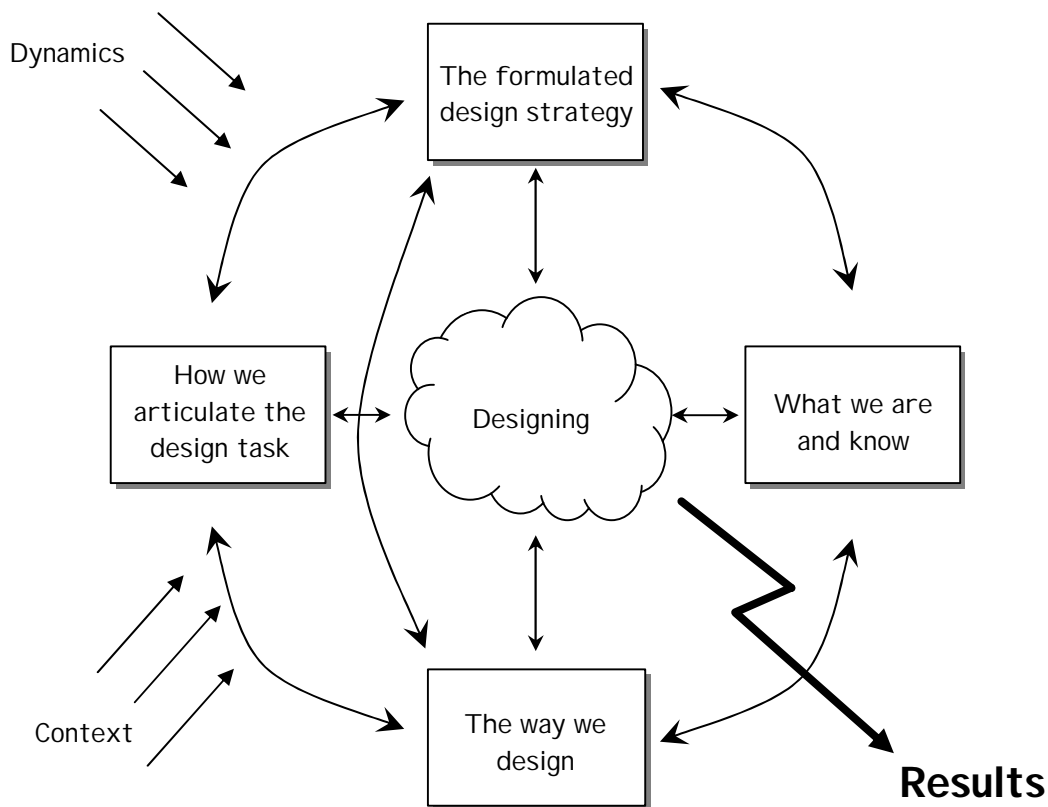 Dynamics
The formulated
design strategy
How we
articulate the
design task
Designing
What we are
and know
Context
The way we
design
Results